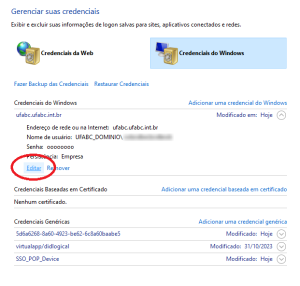 Gerenciar suas credenciais
Exibir e excluir suas informações de logon salvas para sites, aplicativos conectados e redes.
Credenciais da Web
Credenciais do Windows
Fazer Backup das Credenciais Restaurar Credenciais
Credenciais do Windows Adicionar uma credencial do Windows
ufabc.ufabc.int.br Modificado em: Hoje
Endereço de rede ou na Internet: ufabc.ufabc.int.br
Nome de usuário: UFABC_DOMINIO\
Senha: ••••••••
Persistência: Empresa
Editar Remover
Credenciais Baseadas em Certificado Adicionar uma credencial baseada em certificado
Nenhum certificado.
Credenciais Genéricas Adicionar uma credencial genérica
5d6a6268-8a60-4923-be62-6c8a60baabe5 Modificado: Hoje
virtualapp/didlogical Modificado: 31/10/2023
SSO_POP_Device Modificado: Hoje